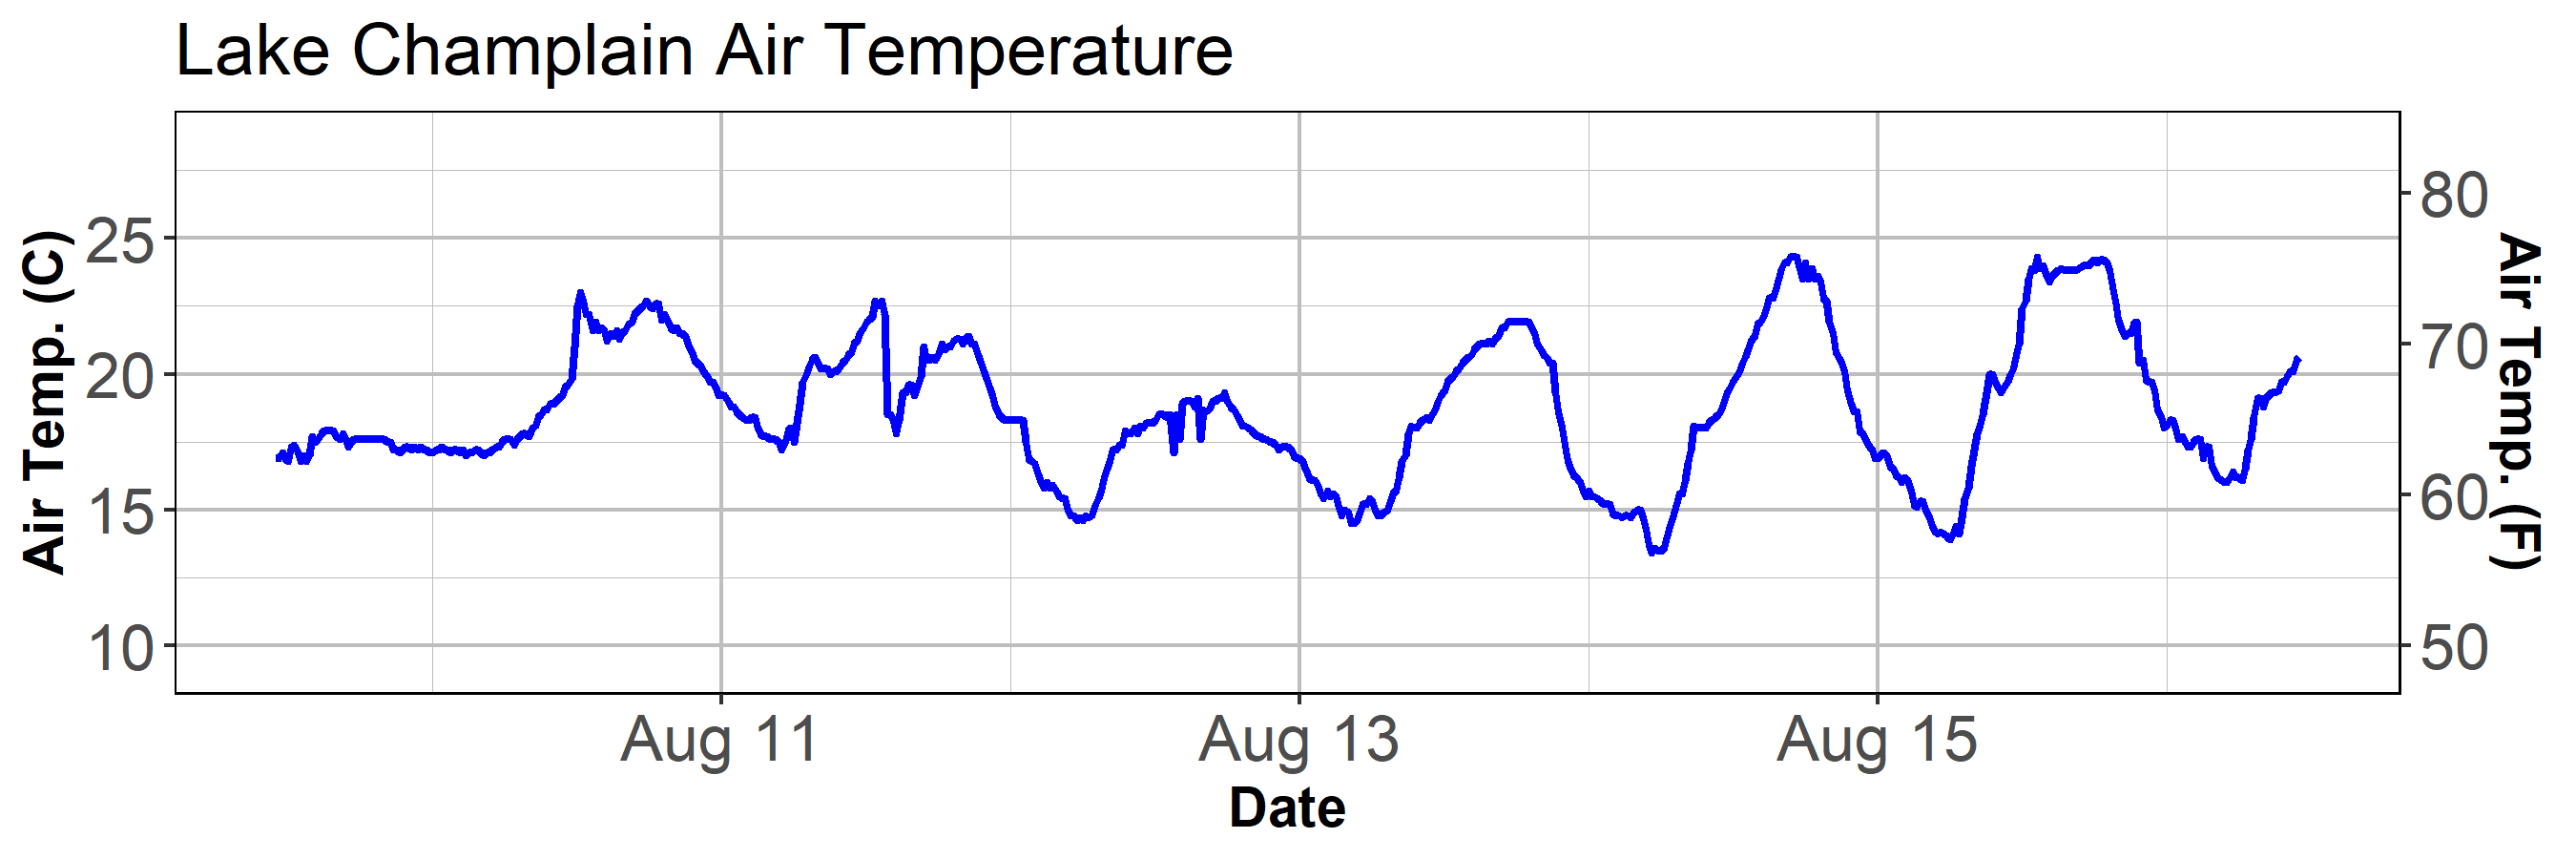 Lake Champlain Air Temperature
Air Temp. (C)
25
20
15
10
80
70
60
50
Air Temp. (F)
Aug 11
Aug 13
Aug 15
Date